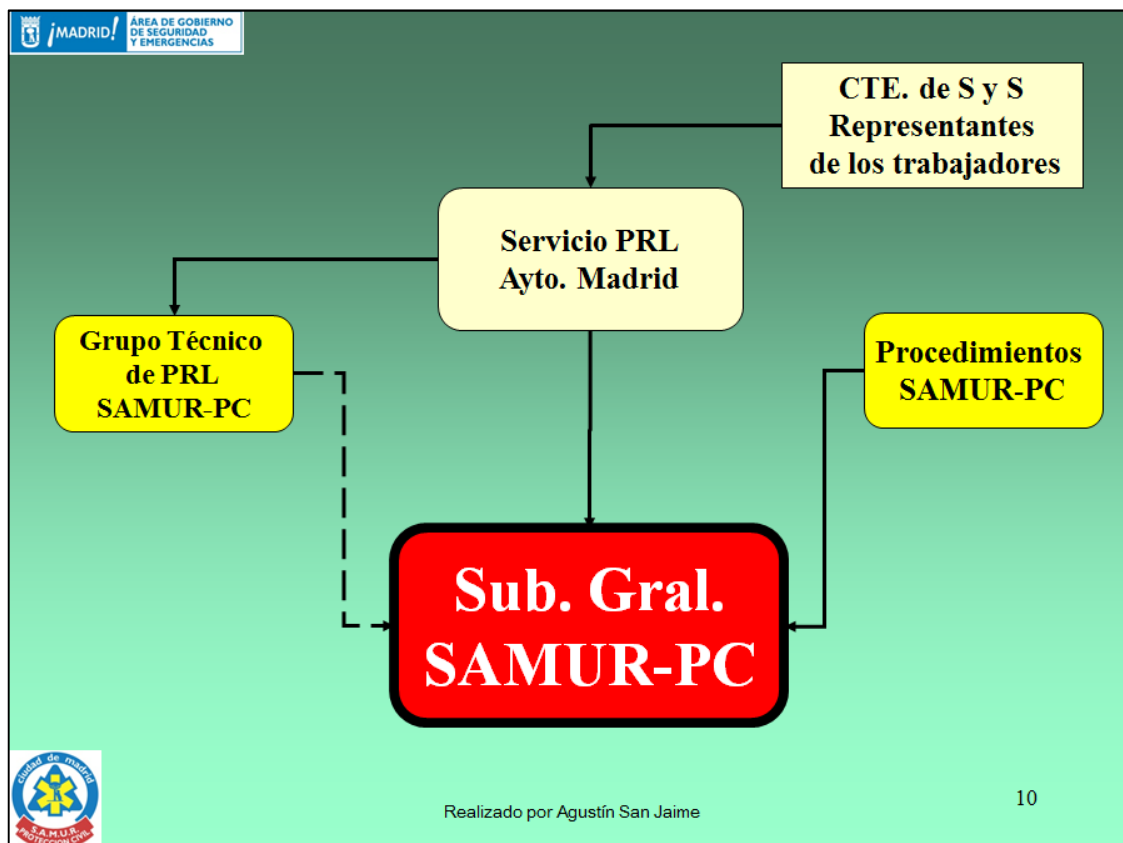 ¡MADRID!
ÁREA DE GOBIERNO
DE SEGURIDAD
Y EMERGENCIAS
CTE. de S y S
Representantes
de los trabajadores
Servicio PRL
Ayto. Madrid
Grupo Técnico
de PRL
SAMUR-PC
Procedimientos
SAMUR-PC
Sub. Gral.
SAMUR-PC
ciudad de madrid
S.A.M.U.R.
PROTECCION CIVIL
Realizado por Agustín San Jaime
10